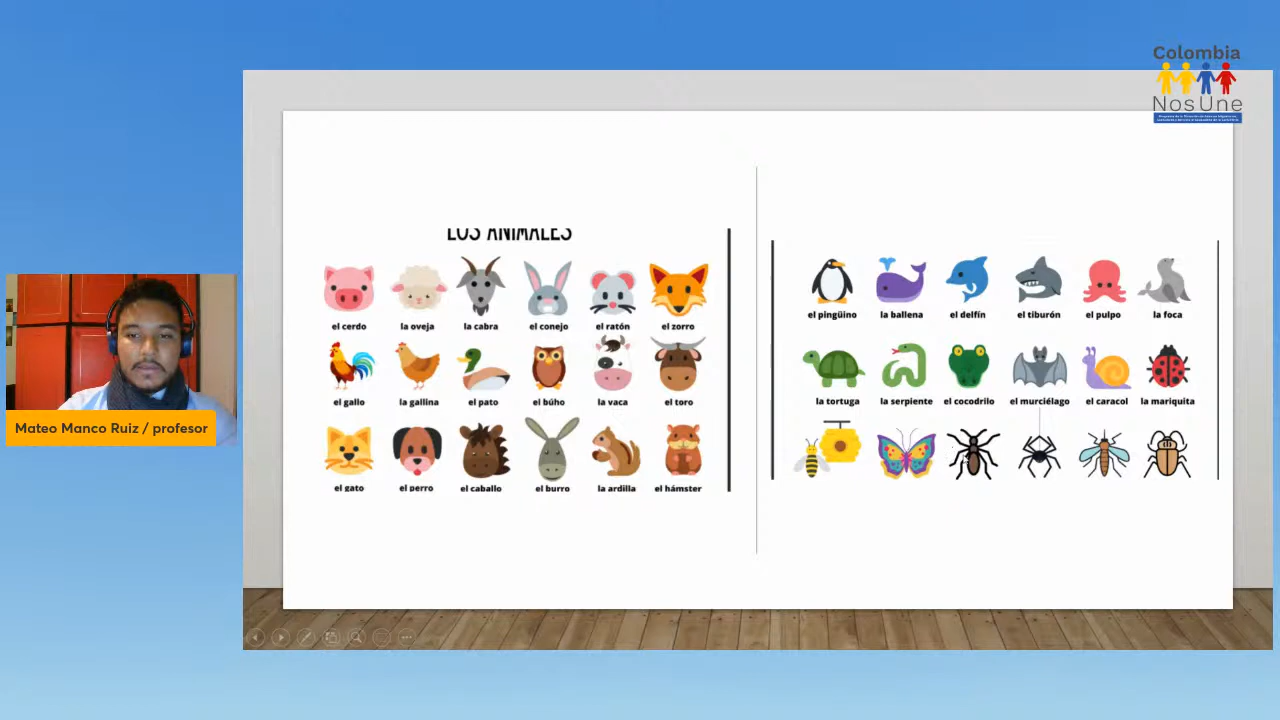 Colombia
NosUne
LOS ANIMALES
el cerdo la oveja la cabra el conejo el ratón el zorro
el gallo la gallina el pato el búho la vaca el toro
el gato el perro el caballo el burro la ardilla el hámster
el pingüino la ballena el delfín el tiburón el pulpo la foca
la tortuga la serpiente el cocodrilo el murciélago el caracol la mariquita
Mateo Manco Ruiz / profesor